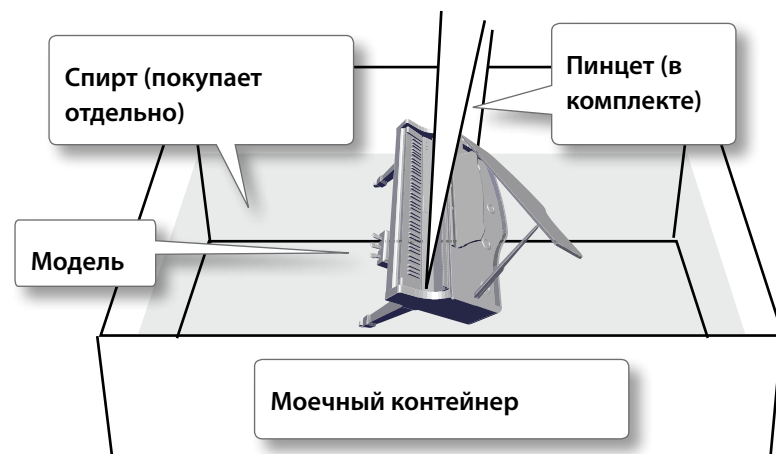 Спирт (покупает
отдельно)
Пинцет (в
комплекте)
Модель
Моечный контейнер